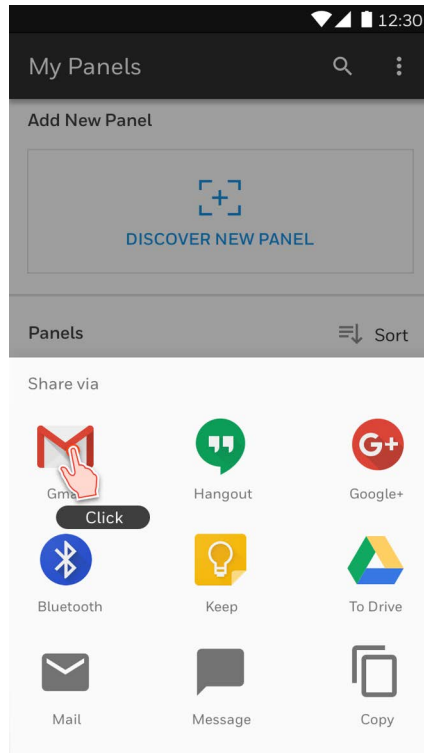 12:30
My Panels
Add New Panel
DISCOVER NEW PANEL
Panels
Sort
Share via
G+
Gmail Hangout Google+
Click
Bluetooth Keep To Drive
Mail Message Copy